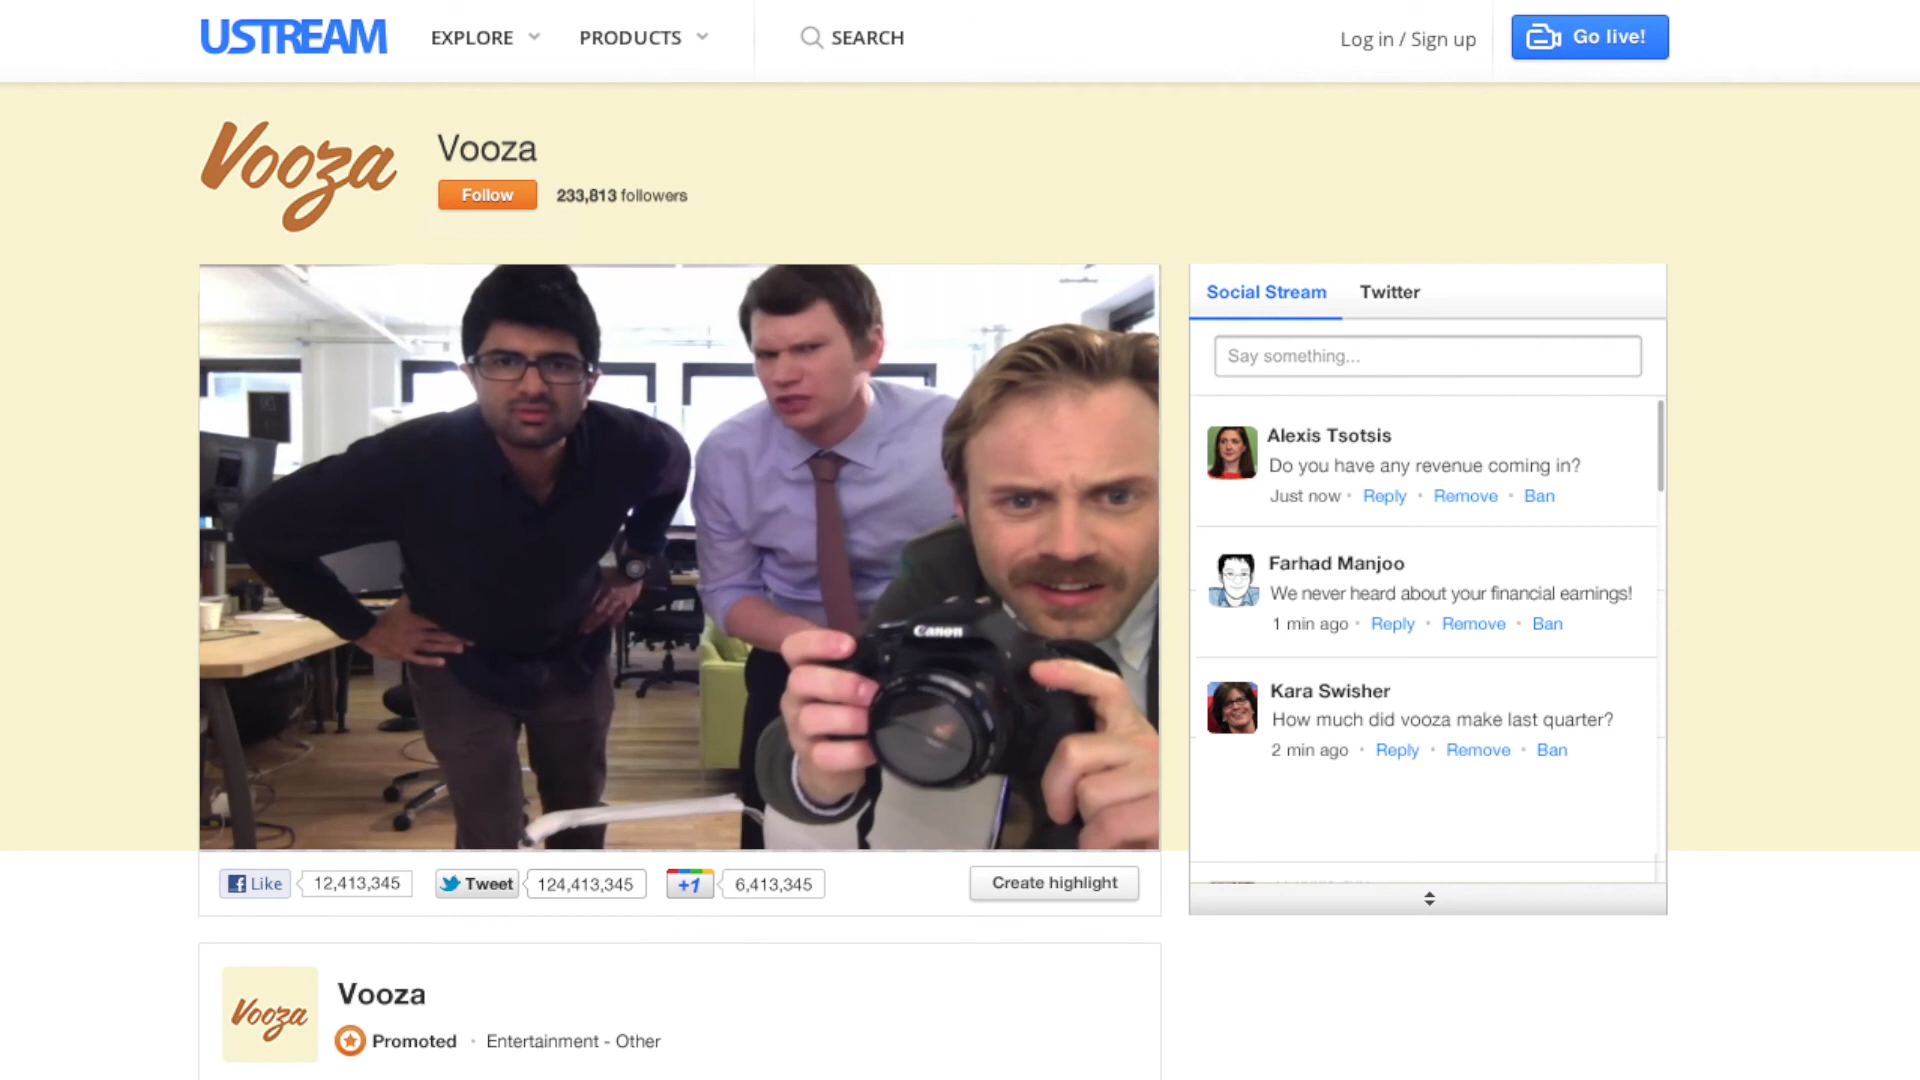 USTREAM EXPLORE PRODUCTS SEARCH Log in / Sign up Go live!
Vooza
Vooza
Follow 233,813 followers
Canon
Social Stream Twitter
Say something...
Alexis Tsotsis
Do you have any revenue coming in?
Just now • Reply • Remove • Ban
Farhad Manjoo
We never heard about your financial earnings!
1 min ago • Reply • Remove • Ban
Kara Swisher
How much did vooza make last quarter?
2 min ago • Reply • Remove • Ban
Like 12,413,345 Tweet 124,413,345 +1 6,413,345 Create highlight
Vooza
Vooza
Promoted • Entertainment - Other